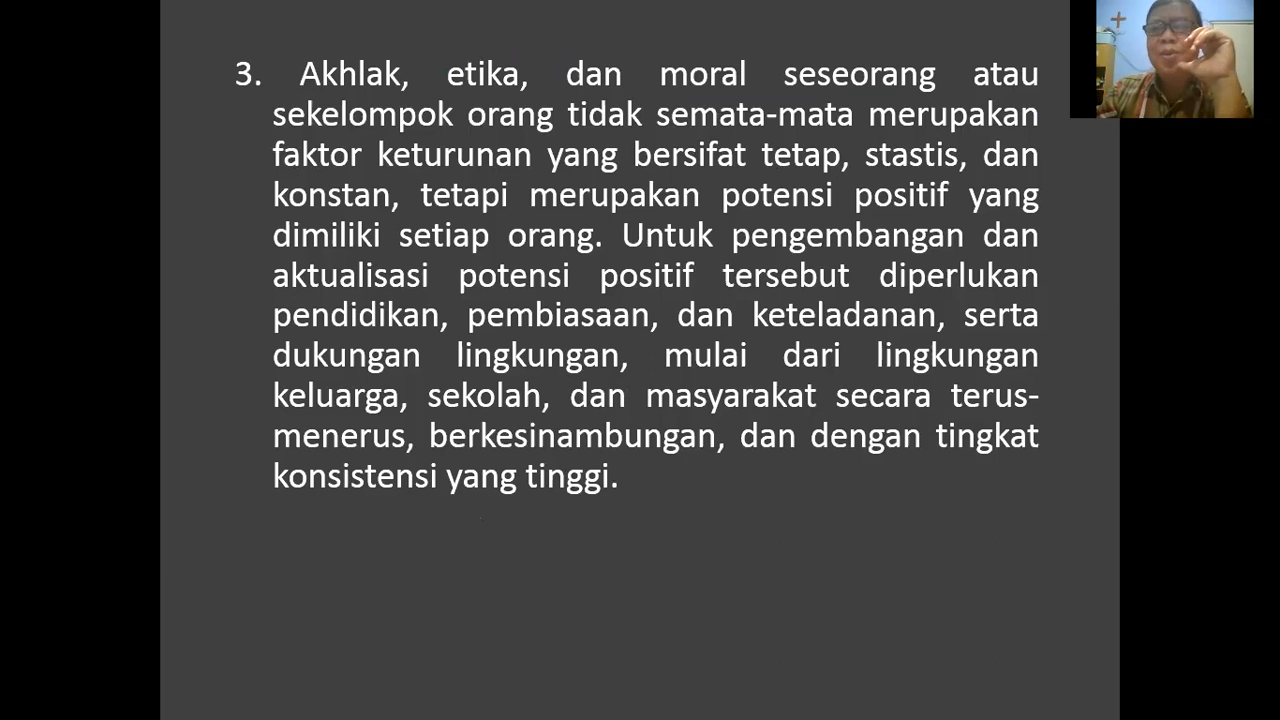 3. Akhlak, etika, dan moral seseorang atau
sekelompok orang tidak semata-mata merupakan
faktor keturunan yang bersifat tetap, stastis, dan
konstan, tetapi merupakan potensi positif yang
dimiliki setiap orang. Untuk pengembangan dan
aktualisasi potensi positif tersebut diperlukan
pendidikan, pembiasaan, dan keteladanan, serta
dukungan lingkungan, mulai dari lingkungan
keluarga, sekolah, dan masyarakat secara terus-
menerus, berkesinambungan, dan dengan tingkat
konsistensi yang tinggi.